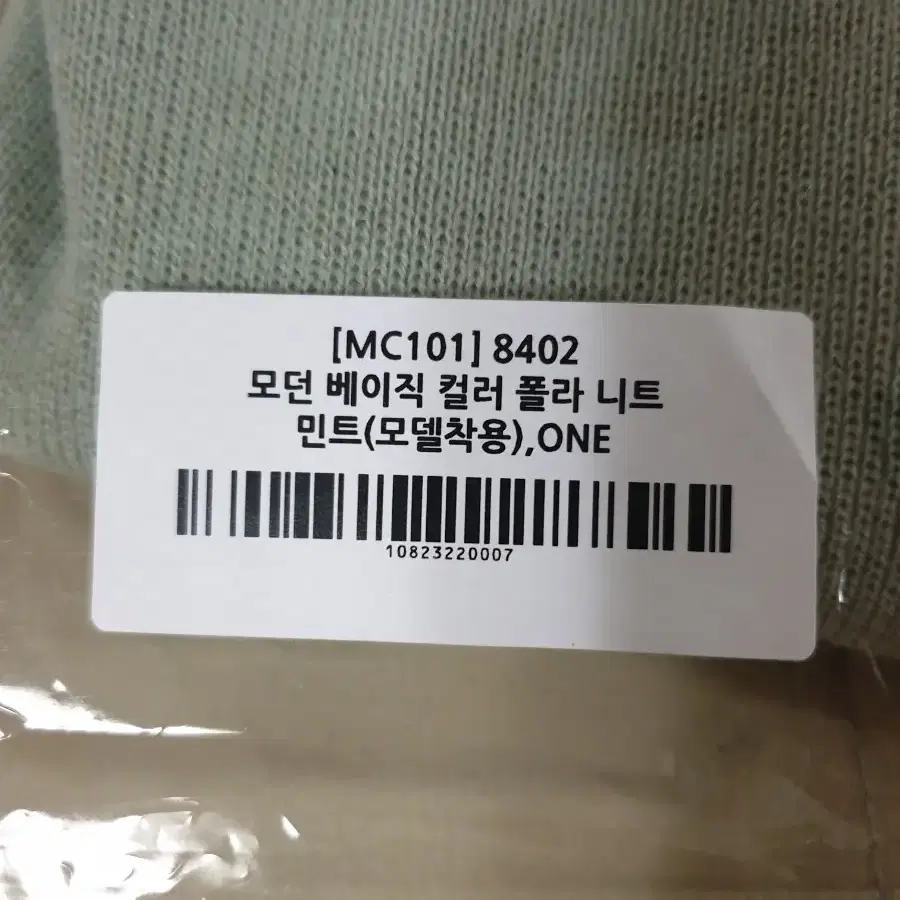 [MC101] 8402
모던 베이직 컬러 폴라 니트
민트(모델착용),ONE
10823220007